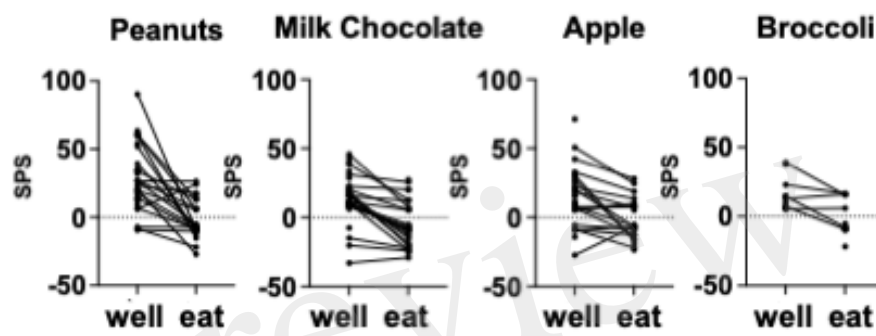 Peanuts Milk Chocolate Apple Broccoli
100 100 100 100
50 50 50 50
SPS SPS SPS SPS
0 0 0 0
-50 -50 -50 -50
well eat well eat well eat well eat
review